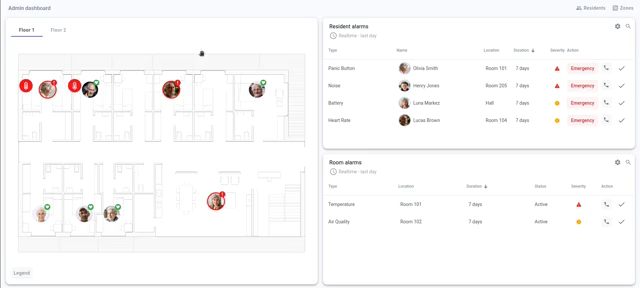 Admin dashboard
Residents
Zones
Floor 1
Floor 2
Legend
Resident alarms
Realtime - last day
Type Name Location Duration Severity Action
Panic Button Olivia Smith Room 101 7 days Emergency
Noise Henry Jones Room 205 7 days Emergency
Battery Luna Markez Hall 7 days Emergency
Heart Rate Lucas Brown Room 104 7 days Emergency
Room alarms
Realtime - last day
Type Location Duration Status Severity Action
Temperature Room 101 7 days Active
Air Quality Room 102 7 days Active